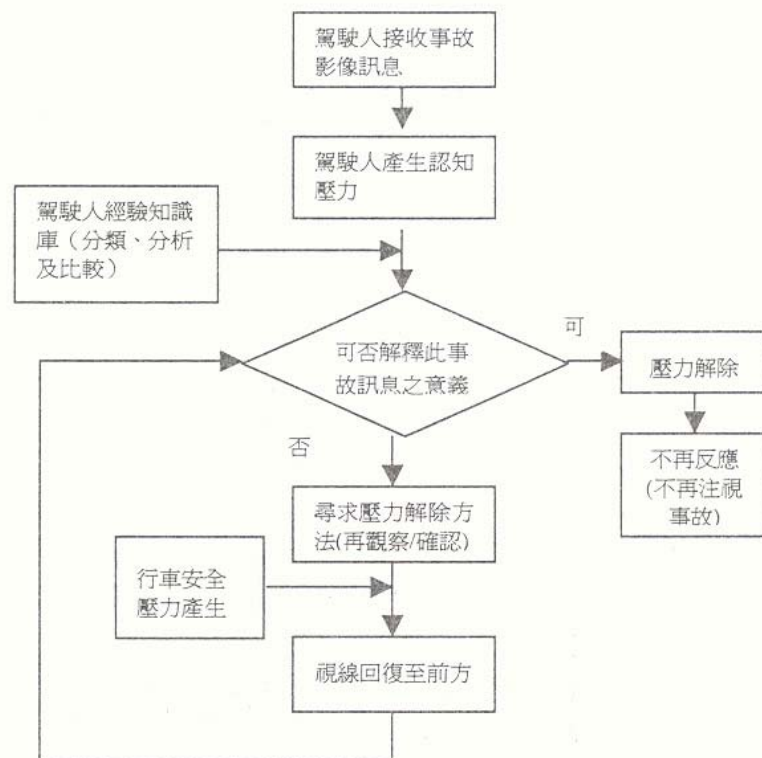 駕駛人接收事故
影像訊息
駕駛人產生認知
壓力
駕駛人經驗知識
庫（分類、分析
及比較）
可否解釋此事
故訊息之意義
可
壓力解除
不再反應
(不再注視
事故)
否
尋求壓力解除方
法(再觀察/確認)
行車安全
壓力產生
視線回復至前方